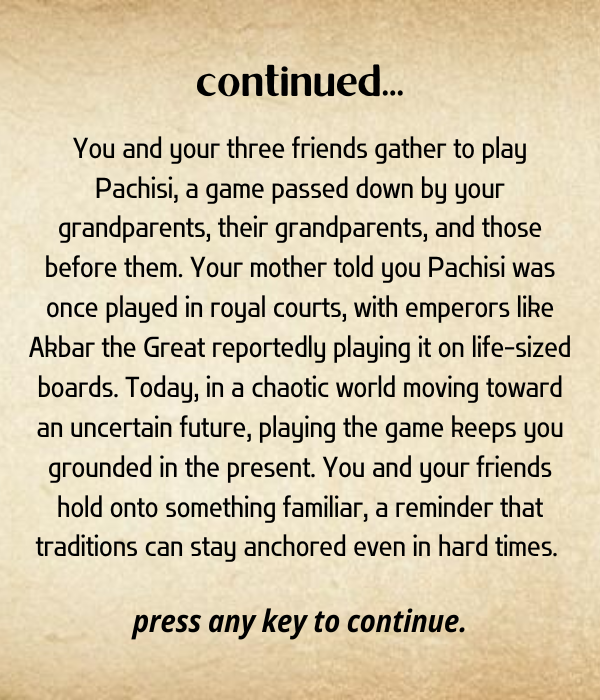 continued...
You and your three friends gather to play
Pachisi, a game passed down by your
grandparents, their grandparents, and those
before them. Your mother told you Pachisi was
once played in royal courts, with emperors like
Akbar the Great reportedly playing it on life-sized
boards. Today, in a chaotic world moving toward
an uncertain future, playing the game keeps you
grounded in the present. You and your friends
hold onto something familiar, a reminder that
traditions can stay anchored even in hard times.
press any key to continue.